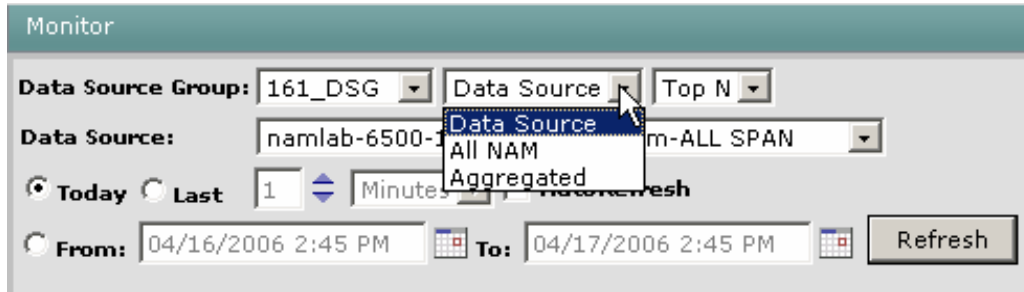 Monitor
Data Source Group: 161_DSG Data Source Top N
Data Source: namlab-6500-1 m-ALL SPAN
Data Source
All NAM
Aggregated
Today Last 1 Minutes AutoRefresh
From: 04/16/2006 2:45 PM To: 04/17/2006 2:45 PM Refresh